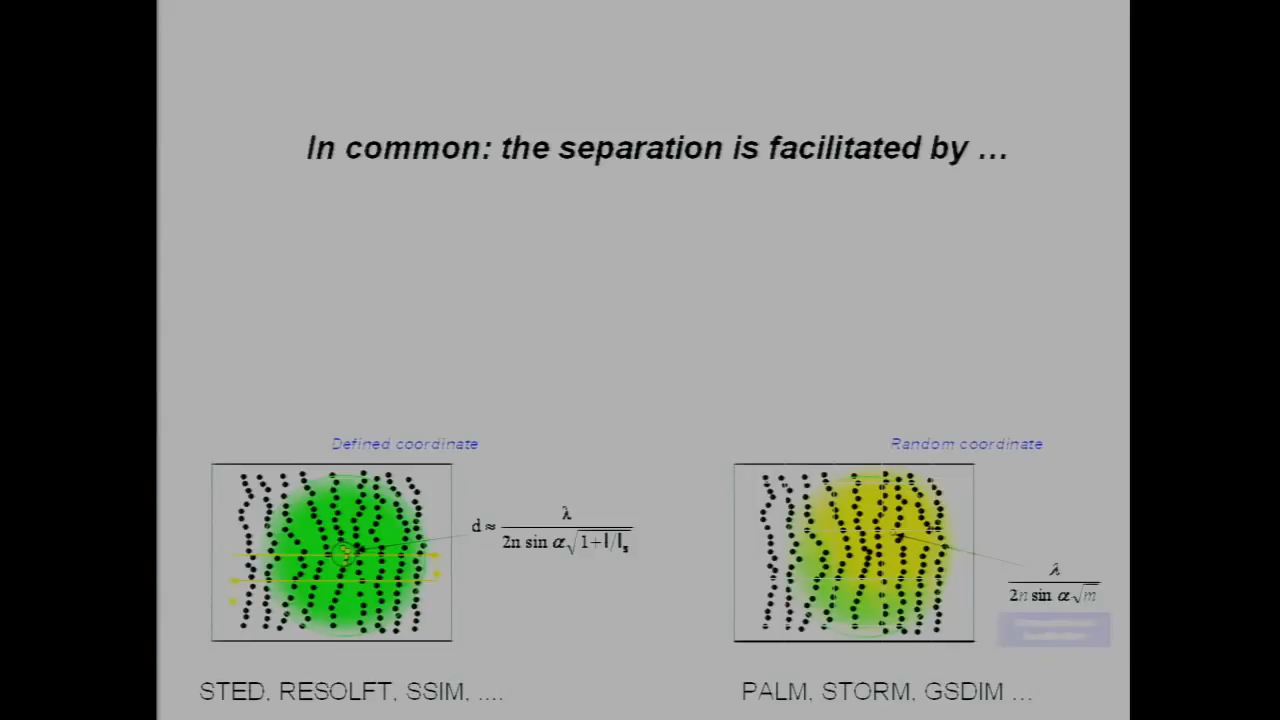 In common: the separation is facilitated by …
Defined coordinate
Random coordinate
d ≈ λ / 2n sin α √1+I/Iₛ
λ / 2n sin α √m
STED, RESOLFT, SSIM, ....
PALM, STORM, GSDIM …